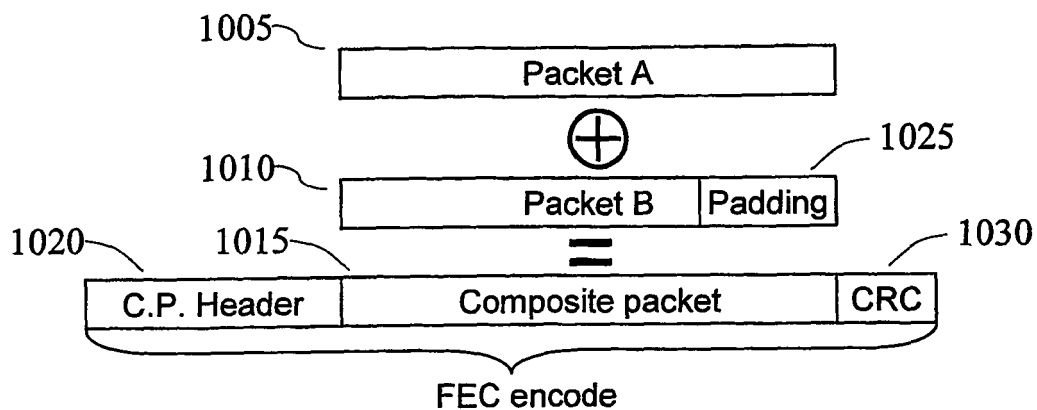 1005
Packet A
1025
1010
Packet B Padding
1020 1015 1030
C.P. Header Composite packet CRC
FEC encode